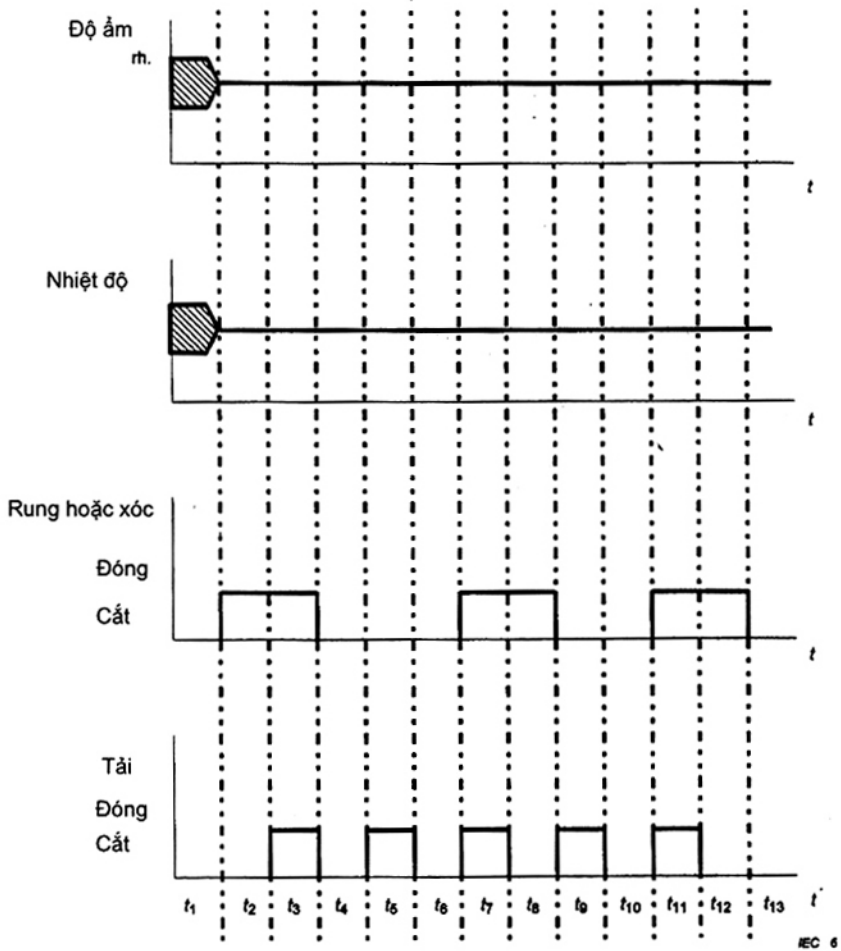 Độ ẩm
rh.
t
Nhiệt độ
t
Rung hoặc xóc
Đóng
Cắt
t
Tải
Đóng
Cắt
t1 t2 t3 t4 t5 t6 t7 t8 t9 t10 t11 t12 t13 t
IEC 6